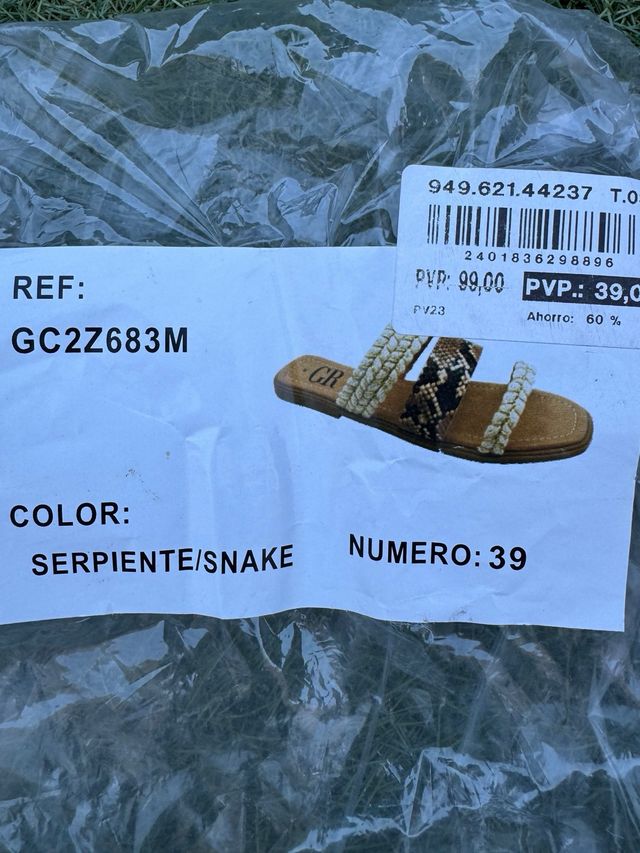 949.621.44237 T.0
2401836298896
PVP: 99,00 PVP.: 39,0
PV23 Ahorro: 60 %
REF:
GC2Z683M
GR
COLOR:
SERPIENTE/SNAKE
NUMERO: 39